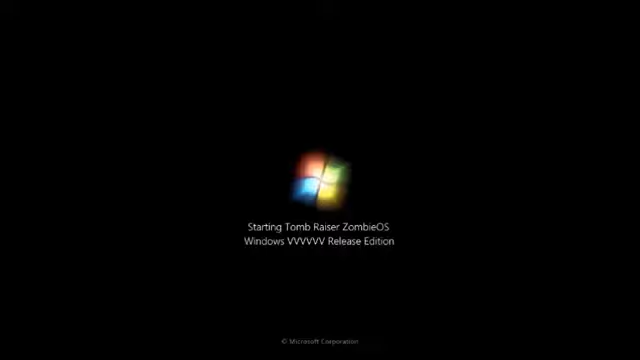 Starting Tomb Raiser ZombieOS
Windows VVVVVV Release Edition
© Microsoft Corporation